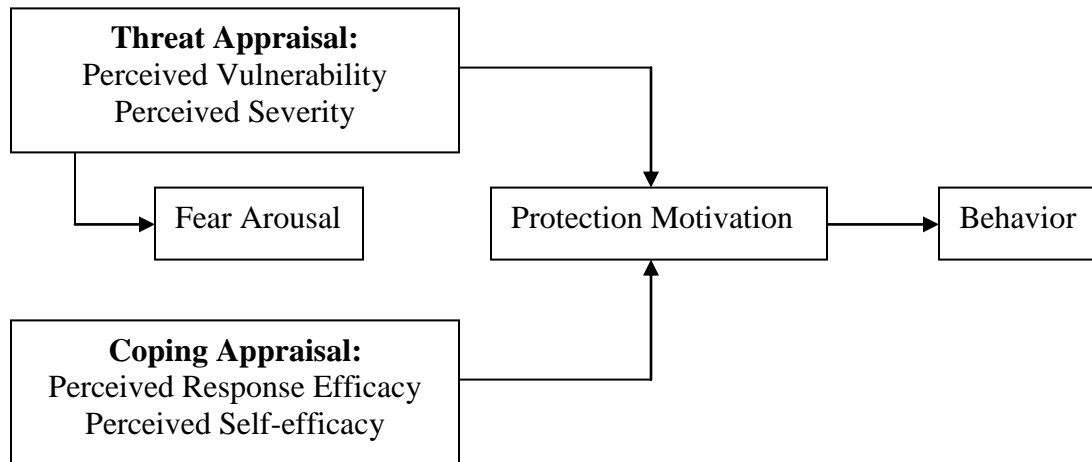 Threat Appraisal:
Perceived Vulnerability
Perceived Severity
Fear Arousal
Protection Motivation
Behavior
Coping Appraisal:
Perceived Response Efficacy
Perceived Self-efficacy